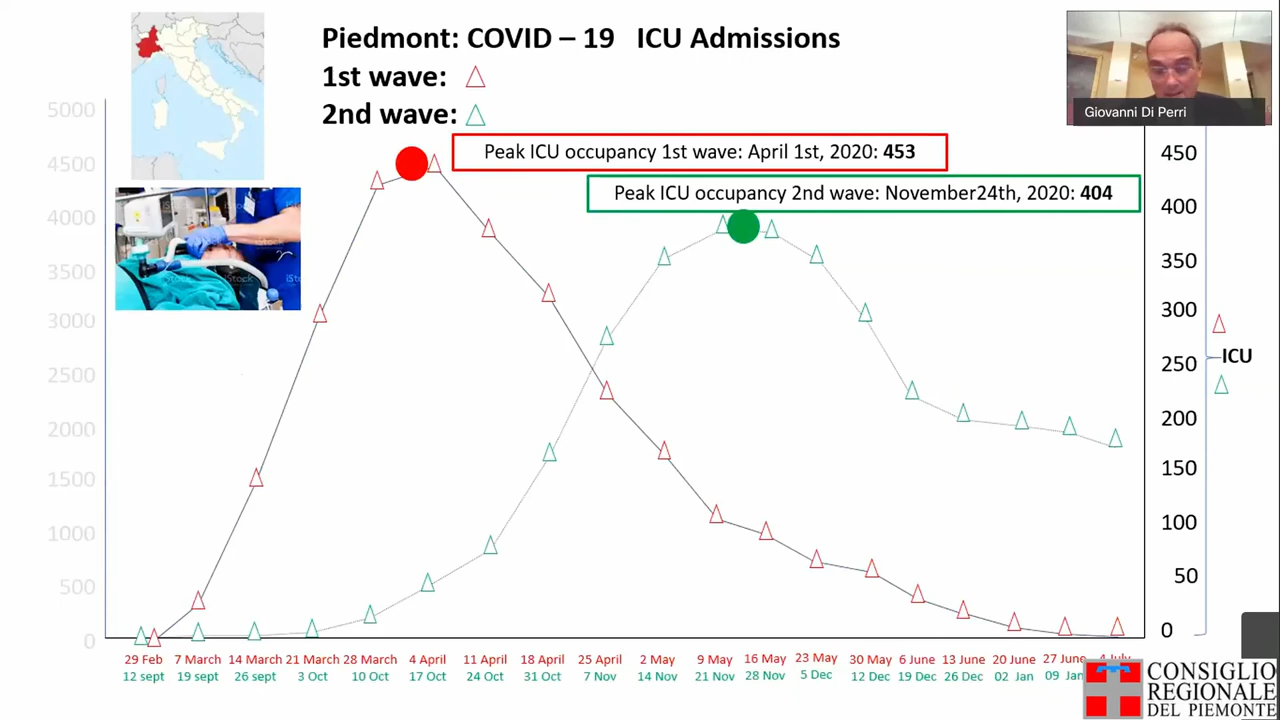 Piedmont: COVID – 19 ICU Admissions
1st wave:
2nd wave:
Giovanni Di Perri
Peak ICU occupancy 1st wave: April 1st, 2020: 453
Peak ICU occupancy 2nd wave: November24th, 2020: 404
5000
4500
4000
3500
3000
2500
2000
1500
1000
500
0
450
400
350
300
250
200
150
100
50
0
ICU
iStock
iStock
29 Feb 7 March 14 March 21 March 28 March 4 April 11 April 18 April 25 April 2 May 9 May 16 May 23 May 30 May 6 June 13 June 20 June 27 June 4 July
12 sept 19 sept 26 sept 3 Oct 10 Oct 17 Oct 24 Oct 31 Oct 7 Nov 14 Nov 21 Nov 28 Nov 5 Dec 12 Dec 19 Dec 26 Dec 02 Jan 09 Jan
CONSIGLIO
REGIONALE
DEL PIEMONTE